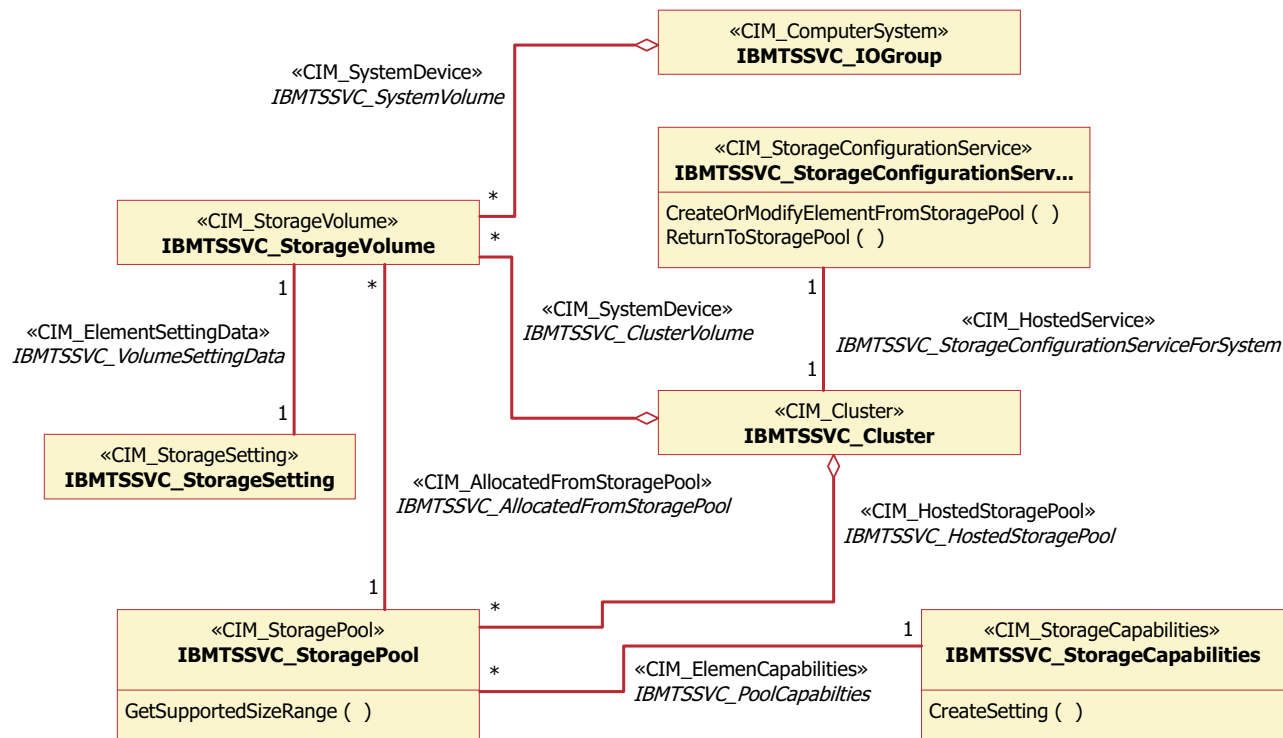 «CIM_ComputerSystem»
IBMTSSVC_IOGroup
«CIM_SystemDevice»
IBMTSSVC_SystemVolume
«CIM_StorageConfigurationService»
IBMTSSVC_StorageConfigurationServ...
CreateOrModifyElementFromStoragePool ( )
ReturnToStoragePool ( )
*
«CIM_StorageVolume»
IBMTSSVC_StorageVolume
*
1
*
«CIM_SystemDevice»
IBMTSSVC_ClusterVolume
1
«CIM_HostedService»
IBMTSSVC_StorageConfigurationServiceForSystem
1
«CIM_ElementSettingData»
IBMTSSVC_VolumeSettingData
1
«CIM_Cluster»
IBMTSSVC_Cluster
«CIM_StorageSetting»
IBMTSSVC_StorageSetting
«CIM_AllocatedFromStoragePool»
IBMTSSVC_AllocatedFromStoragePool
«CIM_HostedStoragePool»
IBMTSSVC_HostedStoragePool
1
*
«CIM_StoragePool»
IBMTSSVC_StoragePool
GetSupportedSizeRange ( )
*
«CIM_ElemenCapabilities»
IBMTSSVC_PoolCapabilties
1
«CIM_StorageCapabilities»
IBMTSSVC_StorageCapabilities
CreateSetting ( )